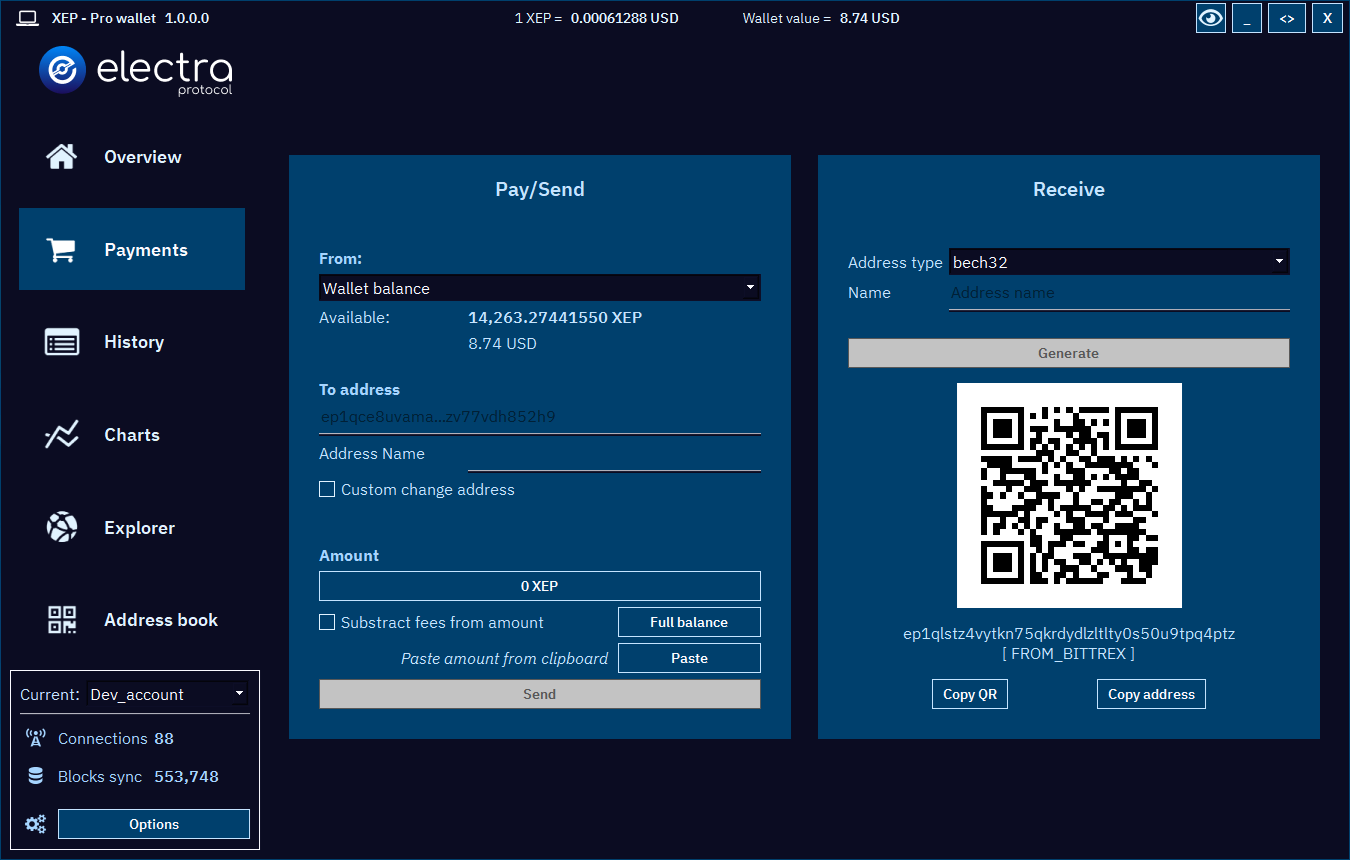 XEP - Pro wallet 1.0.0.0
1 XEP = 0.00061288 USD
Wallet value = 8.74 USD
_
<>
X
electra
protocol
Overview
Payments
History
Charts
Explorer
Address book
Current: Dev_account
Connections 88
Blocks sync 553,748
Options
Pay/Send
From:
Wallet balance
Available: 14,263.27441550 XEP
8.74 USD
To address
ep1qce8uvama...zv77vdh852h9
Address Name
Custom change address
Amount
0 XEP
Substract fees from amount
Full balance
Paste amount from clipboard
Paste
Send
Receive
Address type bech32
Name Address name
Generate
ep1qlstz4vytkn75qkrdydlzltlty0s50u9tpq4ptz
[ FROM_BITTREX ]
Copy QR
Copy address